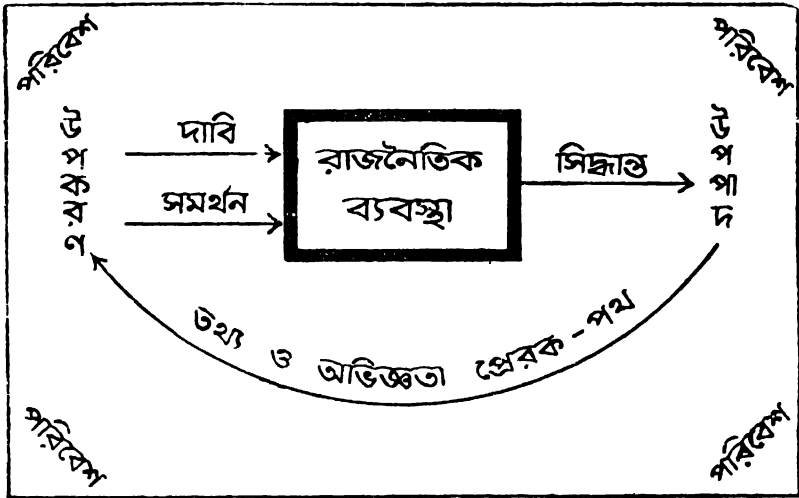 পরিবেশ
পরিবেশ
উপকরণ
দাবি
সমর্থন
রাজনৈতিক
ব্যবস্থা
সিদ্ধান্ত
উপপাদ
তথ্য ও অভিজ্ঞতা প্রেরক-পথ
পরিবেশ
পরিবেশ